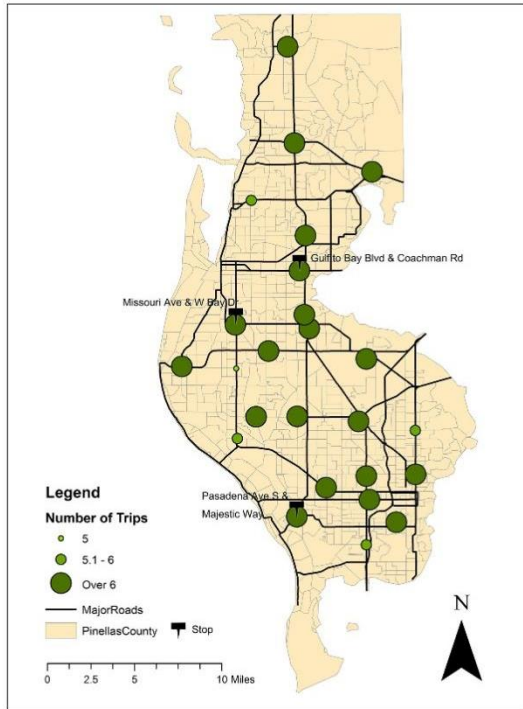 Gulf to Bay Blvd & Coachman Rd
Missouri Ave & W Bay Dr
Pasadena Ave S &
Majestic Way
Legend
Number of Trips
5
5.1 - 6
Over 6
MajorRoads
PinellasCounty
Stop
0 2.5 5 10 Miles
N